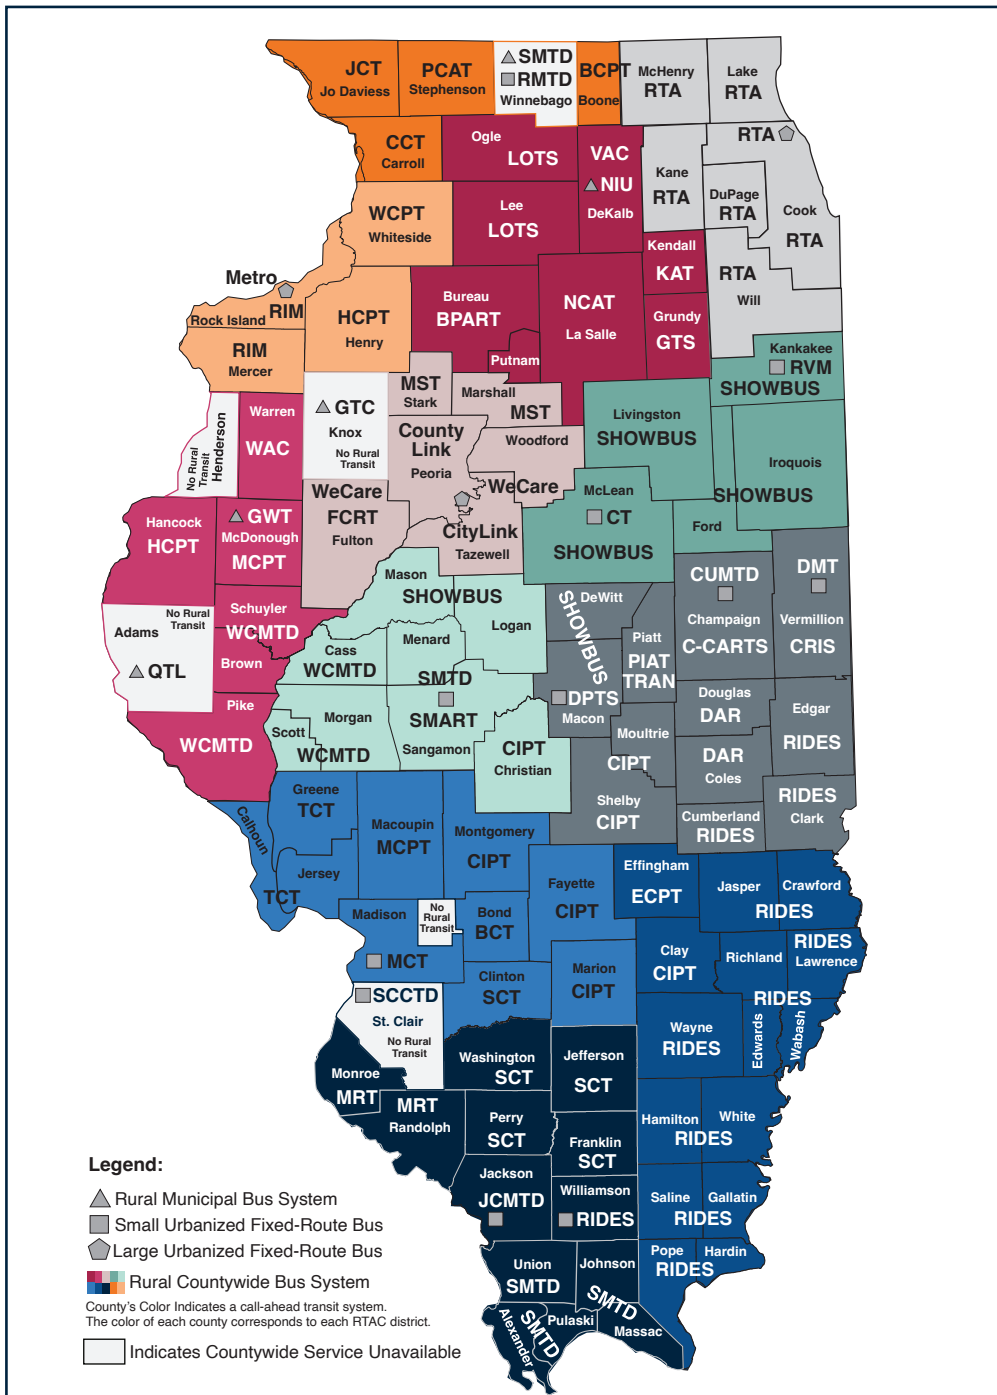 JCT
Jo Daviess
PCAT
Stephenson
SMTD
RMTD
Winnebago
BCPT
Boone
McHenry
RTA
Lake
RTA
CCT
Carroll
Ogle
LOTS
VAC
NIU
DeKalb
Kane
RTA
RTA
DuPage
RTA
Cook
RTA
WCPT
Whiteside
Lee
LOTS
Kendall
KAT
RTA
Will
Metro
RIM
Rock Island
HCPT
Henry
Bureau
BPART
NCAT
La Salle
Grundy
GTS
RIM
Mercer
Putnam
Kankakee
RVM
SHOWBUS
MST
Stark
Marshall
MST
GTC
Knox
No Rural
Transit
Warren
WAC
No Rural
Transit
Henderson
County
Link
Peoria
Woodford
WeCare
Livingston
SHOWBUS
Iroquois
SHOWBUS
Ford
WeCare
FCRT
Fulton
CityLink
Tazewell
McLean
CT
SHOWBUS
Hancock
HCPT
GWT
McDonough
MCPT
Mason
SHOWBUS
Logan
DeWitt
SHOWBUS
CUMTD
Champaign
C-CARTS
DMT
Vermillion
CRIS
Adams
No Rural
Transit
QTL
Schuyler
WCMTD
Brown
Cass
WCMTD
Menard
SMTD
SMART
Sangamon
Piatt
PIAT
TRAN
DPTS
Macon
Pike
WCMTD
Scott
Morgan
WCMTD
CIPT
Christian
Moultrie
CIPT
Douglas
DAR
DAR
Coles
Edgar
RIDES
Greene
TCT
Macoupin
MCPT
Montgomery
CIPT
Shelby
CIPT
Cumberland
RIDES
RIDES
Clark
Calhoun
TCT
Jersey
Fayette
CIPT
Effingham
ECPT
Jasper
Crawford
RIDES
Madison
No
Rural
Transit
MCT
Bond
BCT
Clay
CIPT
Richland
RIDES
Lawrence
SCCTD
St. Clair
No Rural
Transit
Clinton
SCT
Marion
CIPT
RIDES
Edwards
Wabash
Wayne
RIDES
Monroe
MRT
Washington
SCT
Jefferson
SCT
MRT
Randolph
Perry
SCT
Franklin
SCT
Hamilton
White
RIDES
Jackson
JCMTD
Williamson
RIDES
Saline
Gallatin
RIDES
Union
SMTD
Johnson
SMTD
Massac
Pope
Hardin
RIDES
Alexander
SMTD
Pulaski
Legend:
Rural Municipal Bus System
Small Urbanized Fixed-Route Bus
Large Urbanized Fixed-Route Bus
Rural Countywide Bus System
County's Color Indicates a call-ahead transit system.
The color of each county corresponds to each RTAC district.
Indicates Countywide Service Unavailable